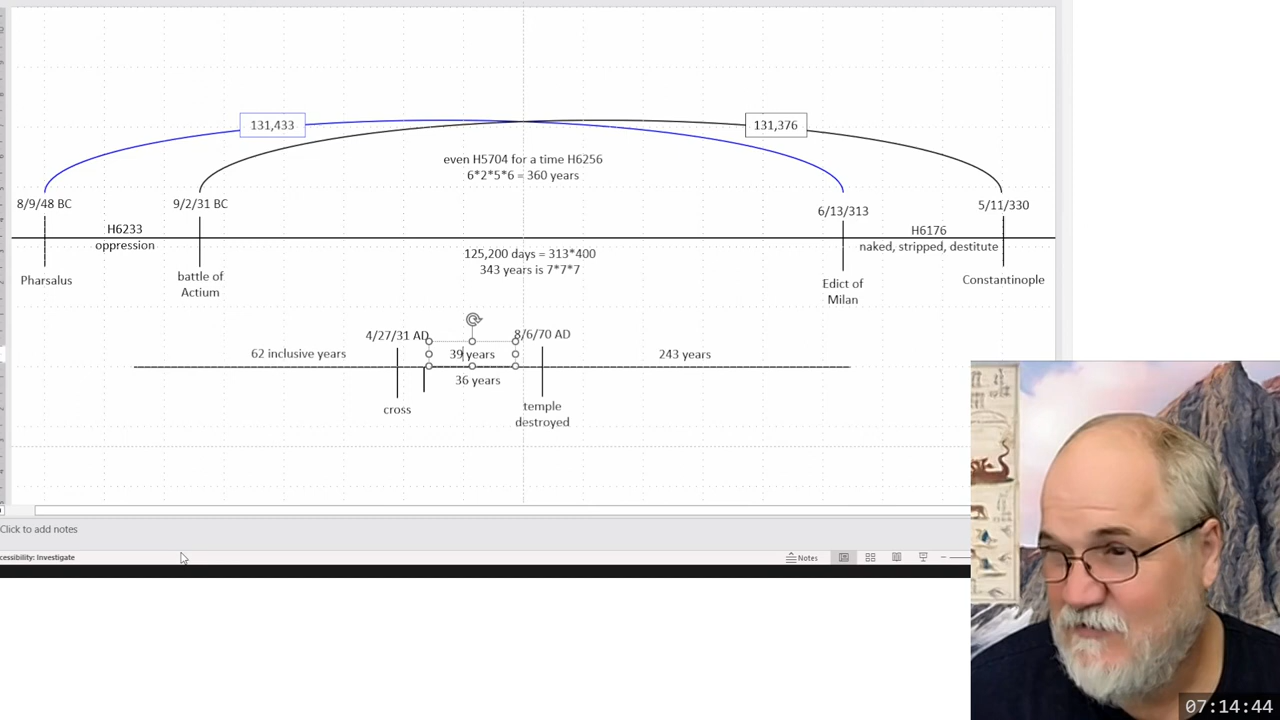 131,433
131,376
even H5704 for a time H6256
6*2*5*6 = 360 years
8/9/48 BC
9/2/31 BC
6/13/313
5/11/330
H6233
oppression
H6176
naked, stripped, destitute
125,200 days = 313*400
343 years is 7*7*7
Pharsalus
battle of
Actium
Edict of
Milan
Constantinople
4/27/31 AD
8/6/70 AD
62 inclusive years
39 years
243 years
36 years
cross
temple
destroyed
Click to add notes
cessibility: Investigate
Notes
07:14:44